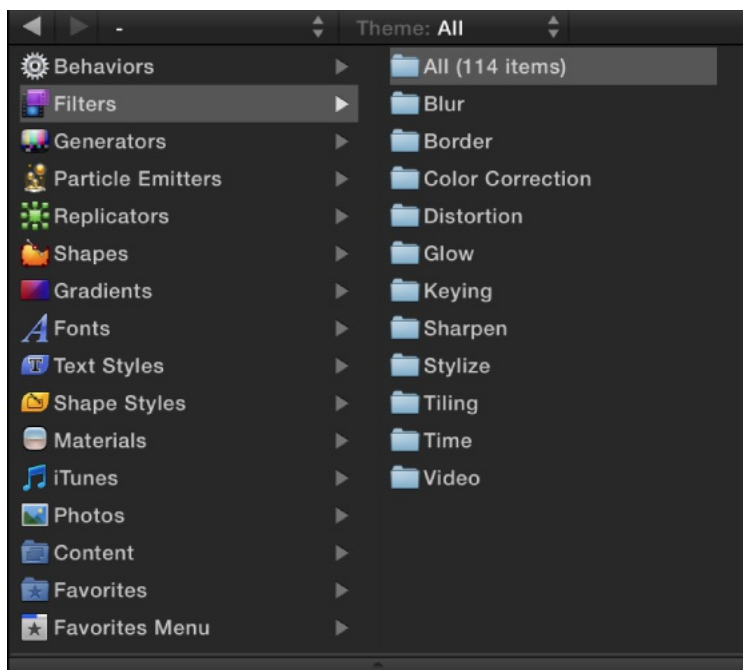 - Theme: All
Behaviors
Filters
Generators
Particle Emitters
Replicators
Shapes
Gradients
Fonts
Text Styles
Shape Styles
Materials
iTunes
Photos
Content
Favorites
Favorites Menu
All (114 items)
Blur
Border
Color Correction
Distortion
Glow
Keying
Sharpen
Stylize
Tiling
Time
Video